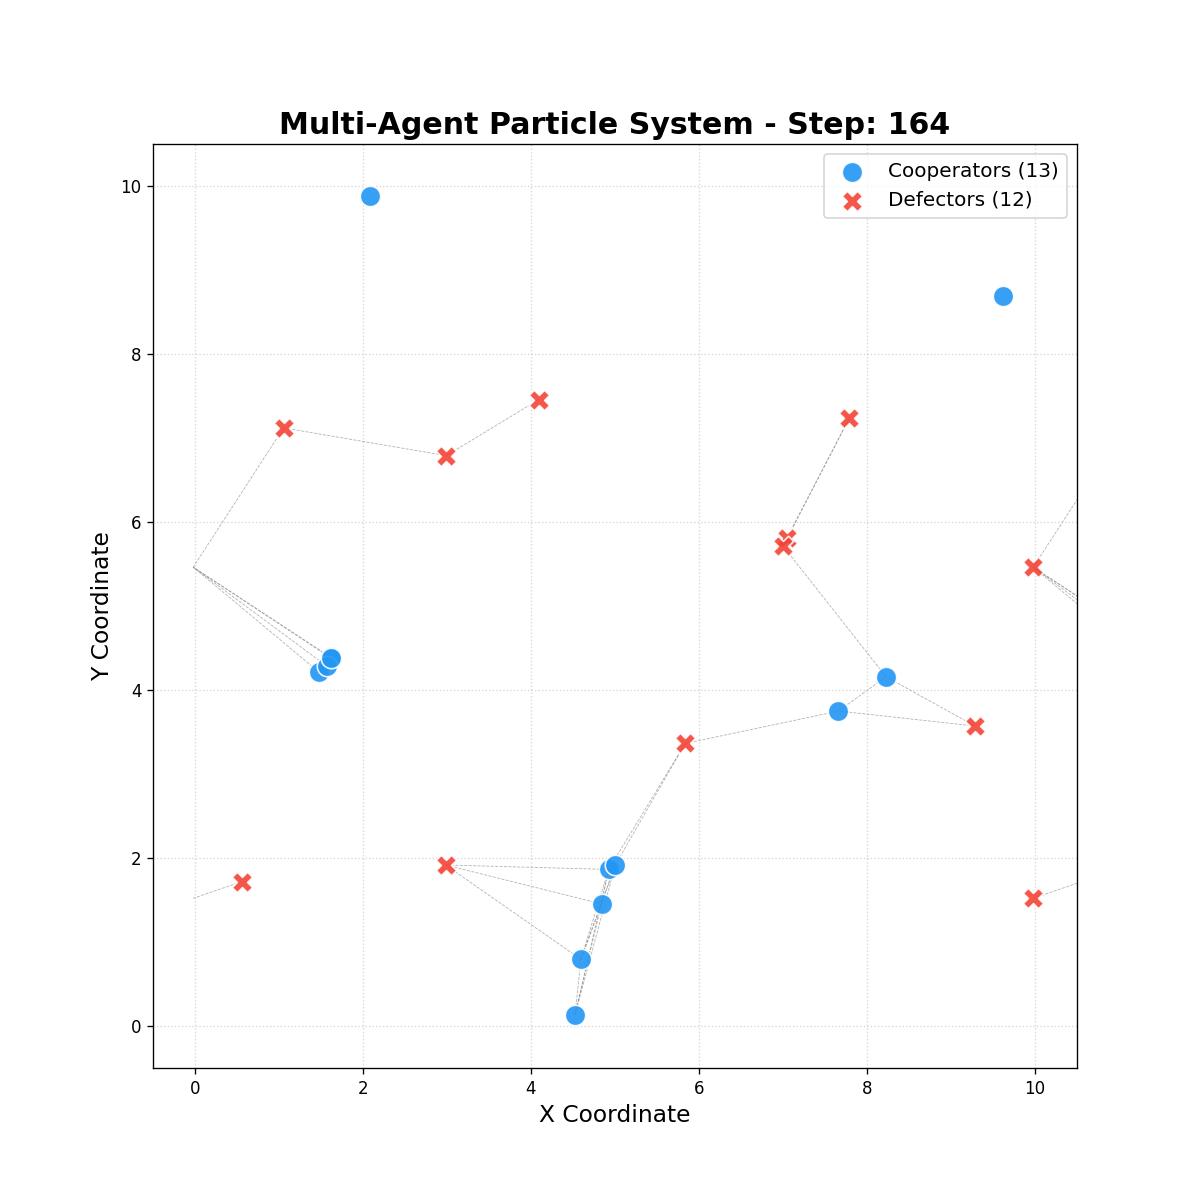 Multi-Agent Particle System - Step: 164
Cooperators (13)
Defectors (12)
10
8
6
4
2
0
Y Coordinate
0 2 4 6 8 10
X Coordinate